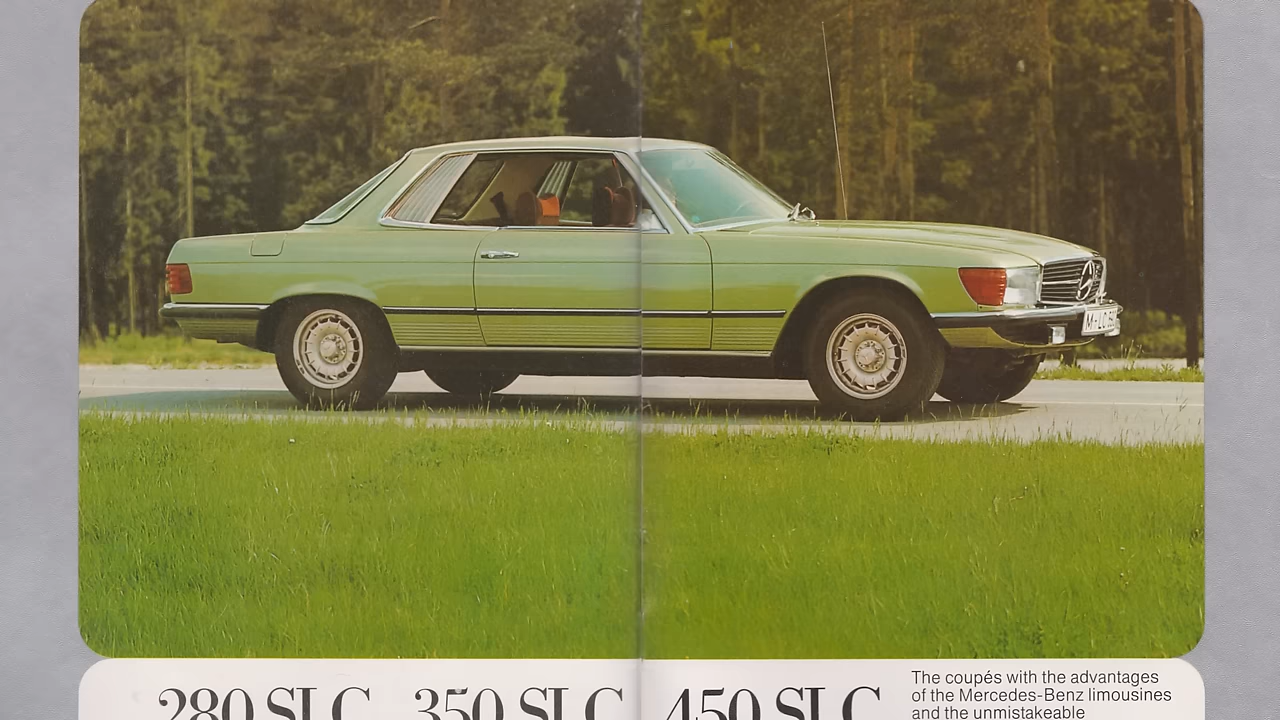 280 SLC 350 SLC 450 SLC
The coupés with the advantages
of the Mercedes-Benz limousines
and the unmistakeable